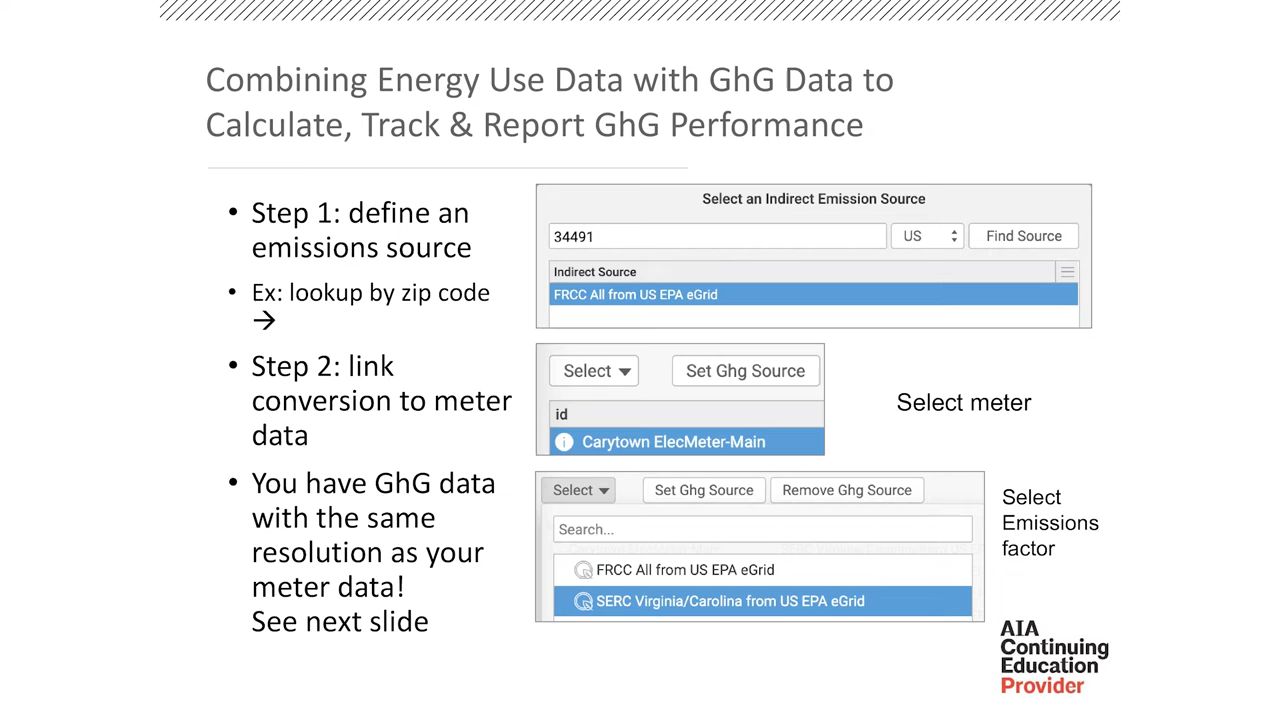 Combining Energy Use Data with GhG Data to
Calculate, Track & Report GhG Performance
• Step 1: define an
emissions source
• Ex: lookup by zip code
→
• Step 2: link
conversion to meter
data
• You have GhG data
with the same
resolution as your
meter data!
See next slide
Select an Indirect Emission Source
34491 US Find Source
Indirect Source
FRCC All from US EPA eGrid
Select Set Ghg Source
id
Carytown ElecMeter-Main
Select meter
Select Set Ghg Source Remove Ghg Source
Search...
FRCC All from US EPA eGrid
SERC Virginia/Carolina from US EPA eGrid
Select
Emissions
factor
AIA
Continuing
Education
Provider